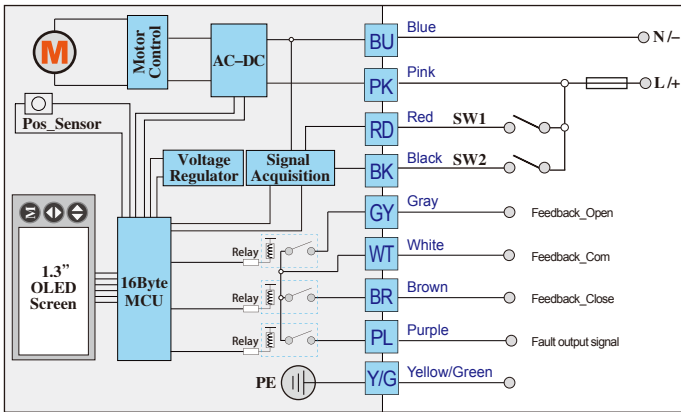 M
Motor Control
AC–DC
Pos_Sensor
Voltage Regulator
Signal Acquisition
M
1.3” OLED Screen
16Byte MCU
Relay
Relay
Relay
PE
BU
Blue
N /−
PK
Pink
L /+
RD
Red
SW1
BK
Black
SW2
GY
Gray
Feedback_Open
WT
White
Feedback_Com
BR
Brown
Feedback_Close
PL
Purple
Fault output signal
Y/G
Yellow/Green